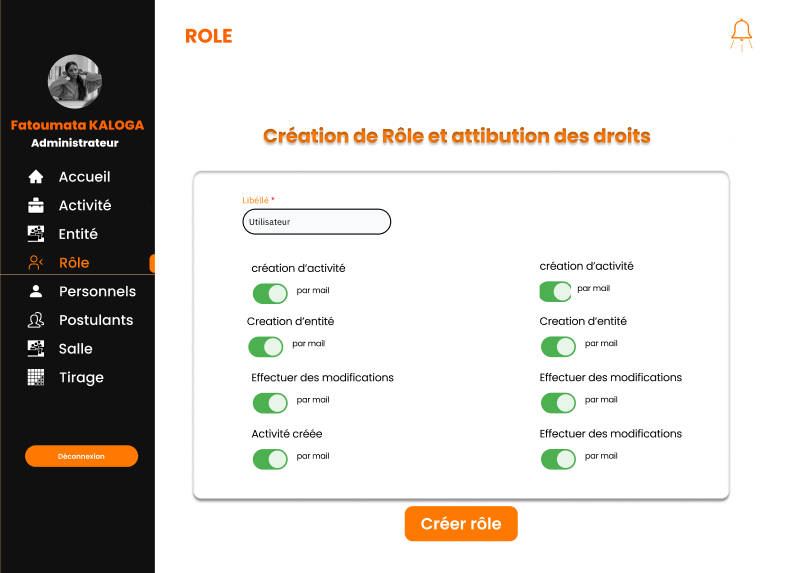 ROLE
Fatoumata KALOGA
Administrateur
Accueil
Activité
Entité
Rôle
Personnels
Postulants
Salle
Tirage
Déconnexion
Création de Rôle et attibution des droits
Libéllé *
Utilisateur
création d'activité
par mail
création d'activité
par mail
Creation d'entité
par mail
Creation d'entité
par mail
Effectuer des modifications
par mail
Effectuer des modifications
par mail
Activité créée
par mail
Effectuer des modifications
par mail
Créer rôle